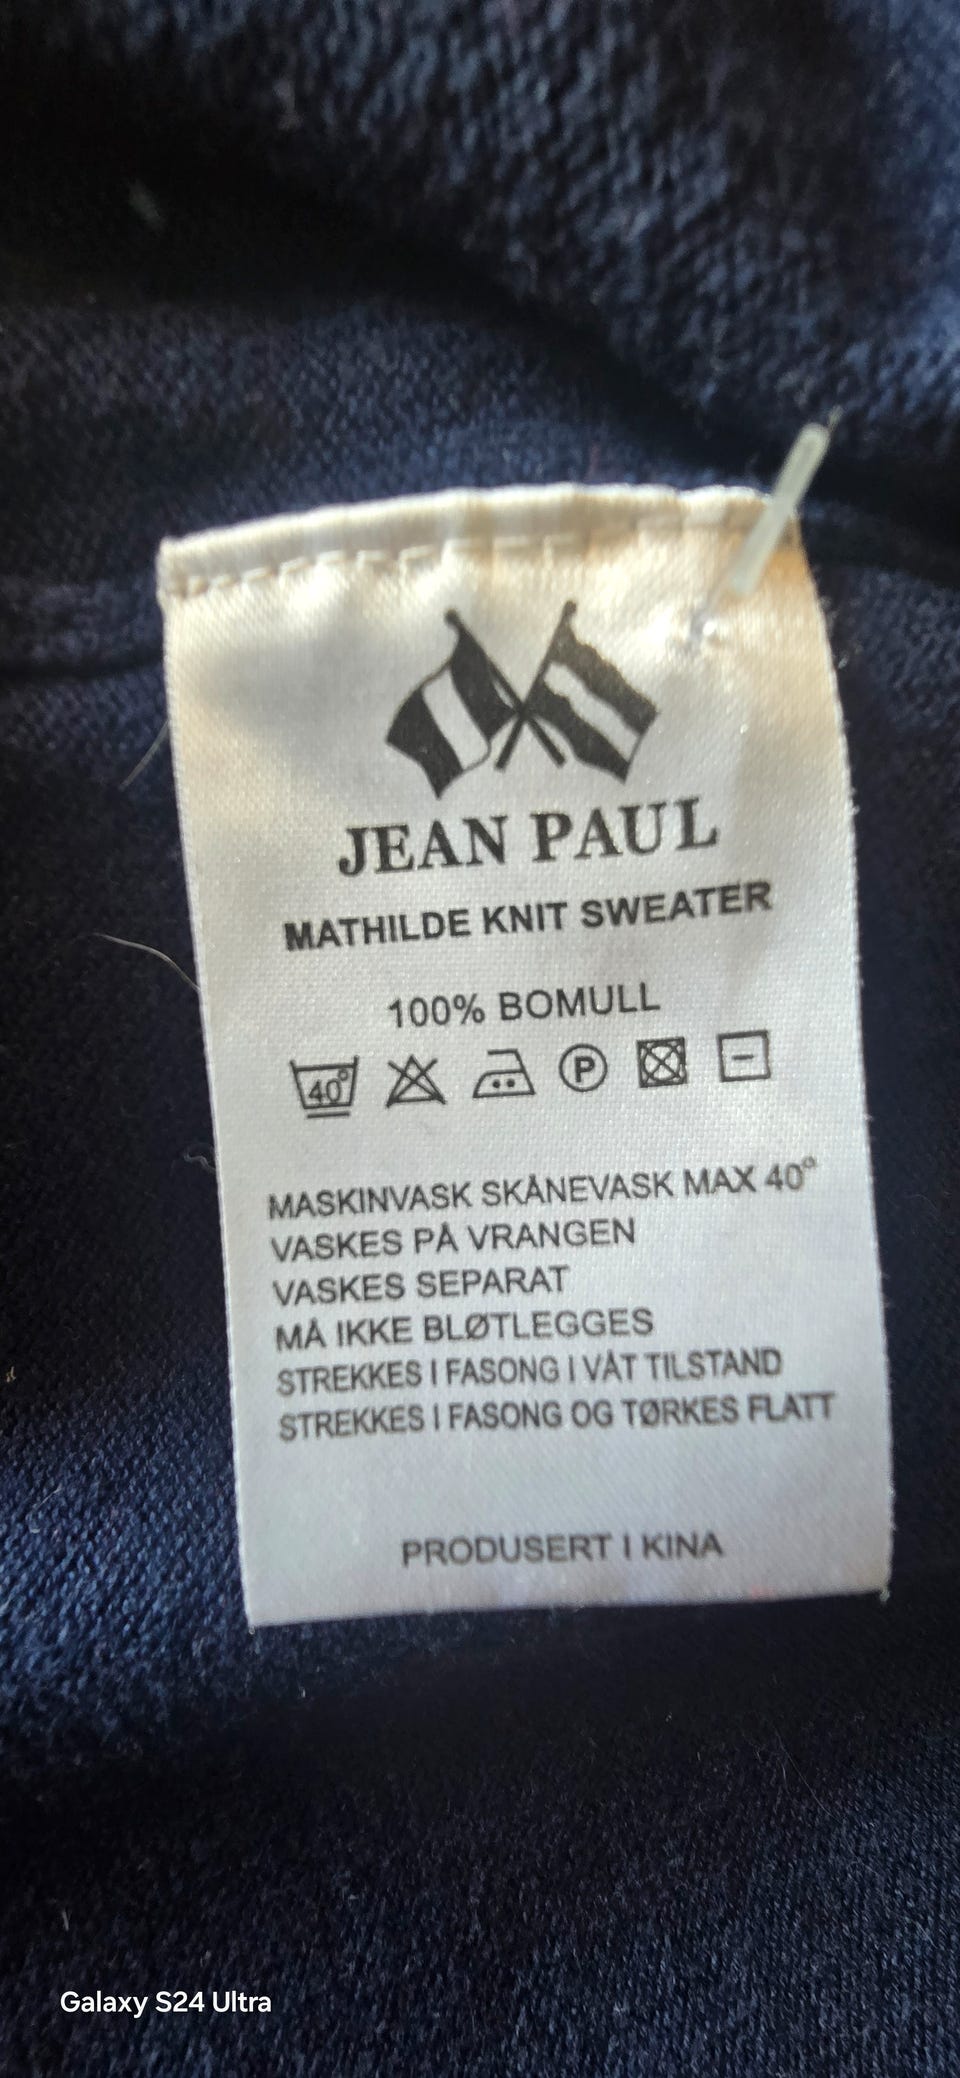 JEAN PAUL
MATHILDE KNIT SWEATER
100% BOMULL
40° P
MASKINVASK SKÅNEVASK MAX 40°
VASKES PÅ VRANGEN
VASKES SEPARAT
MÅ IKKE BLØTLEGGES
STREKKES I FASONG I VÅT TILSTAND
STREKKES I FASONG OG TØRKES FLATT
PRODUSERT I KINA
Galaxy S24 Ultra